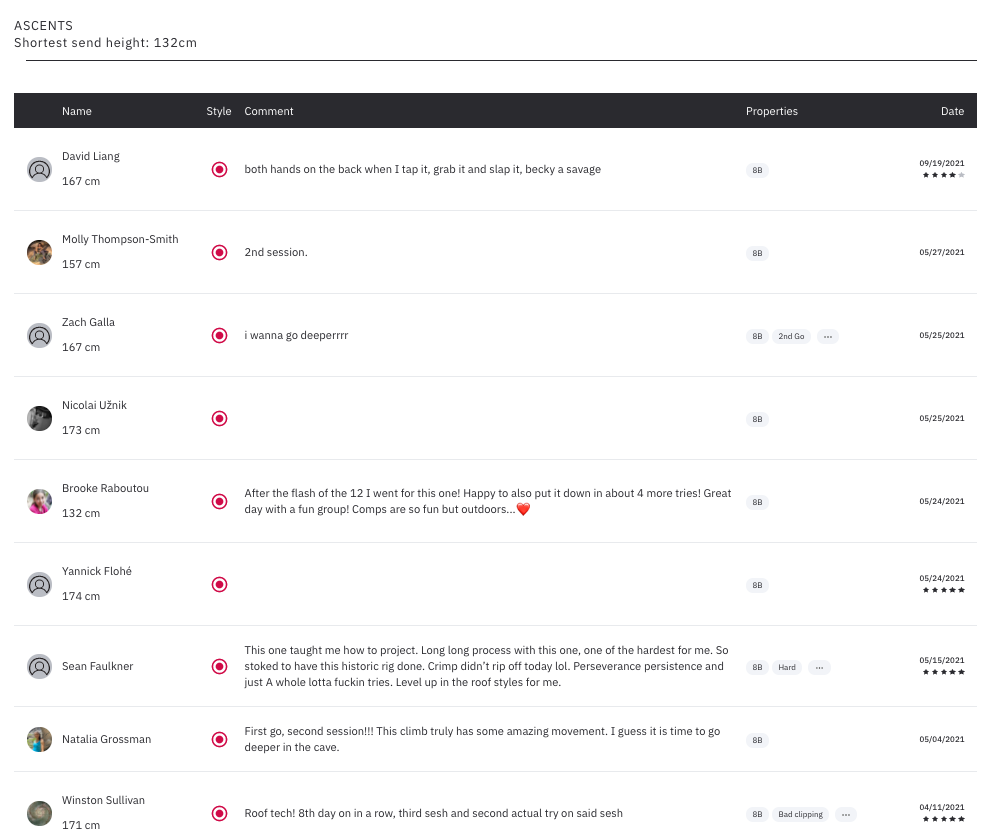 ASCENTS
Shortest send height: 132cm
Name Style Comment Properties Date
David Liang
167 cm
both hands on the back when I tap it, grab it and slap it, becky a savage
8B
09/19/2021
Molly Thompson-Smith
157 cm
2nd session.
8B
05/27/2021
Zach Galla
167 cm
i wanna go deeperrrr
8B 2nd Go ···
05/25/2021
Nicolai Užnik
173 cm
8B
05/25/2021
Brooke Raboutou
132 cm
After the flash of the 12 I went for this one! Happy to also put it down in about 4 more tries! Great
day with a fun group! Comps are so fun but outdoors...❤️
8B
05/24/2021
Yannick Flohé
174 cm
8B
05/24/2021
Sean Faulkner
This one taught me how to project. Long long process with this one, one of the hardest for me. So
stoked to have this historic rig done. Crimp didn’t rip off today lol. Perseverance persistence and
just A whole lotta fuckin tries. Level up in the roof styles for me.
8B Hard ···
05/15/2021
Natalia Grossman
First go, second session!!! This climb truly has some amazing movement. I guess it is time to go
deeper in the cave.
8B
05/04/2021
Winston Sullivan
171 cm
Roof tech! 8th day on in a row, third sesh and second actual try on said sesh
8B Bad clipping ···
04/11/2021